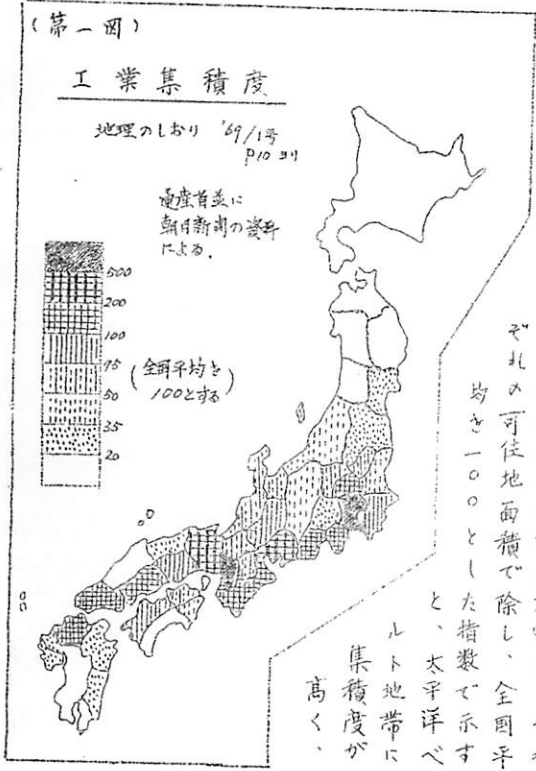 (第一図)
工業集積度
地理のしおり '69/1号
P10ヨリ
通産省並に
朝日新聞の資料
による.
500
200
100
75
50
35
20
(全国平均を
100とする)
ぞれの可住地面積で除し、全国平
均を一〇〇とした指数で示す
と、太平洋ベ
ルト地帯に
集積度が
高く、